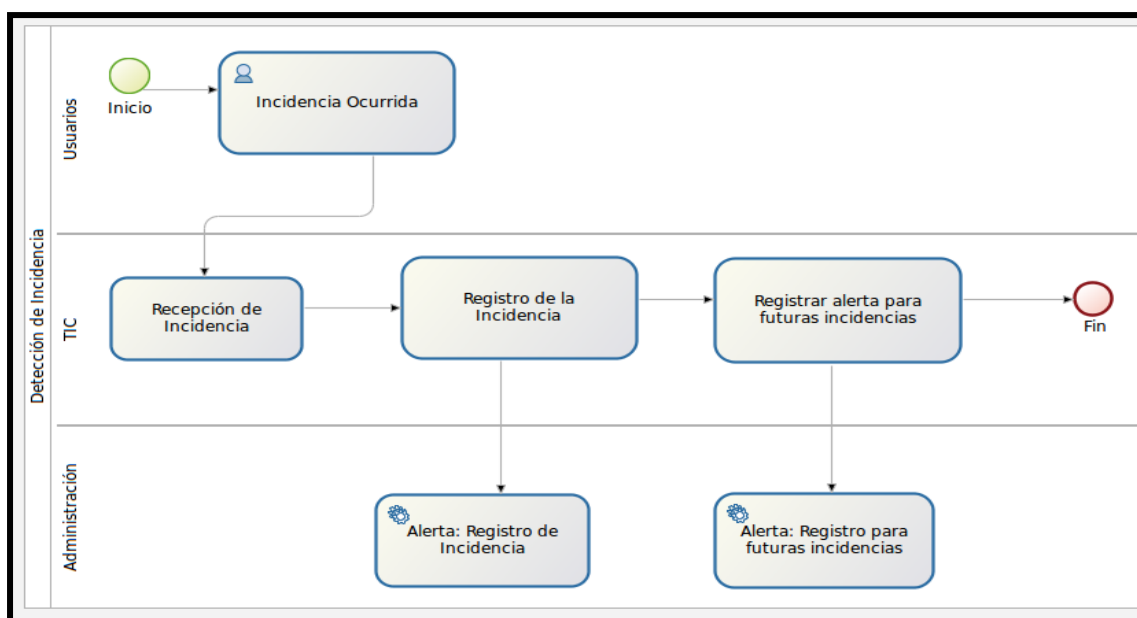 Detección de Incidencia
Usuarios
Inicio
Incidencia Ocurrida
TIC
Recepción de
Incidencia
Registro de la
Incidencia
Registrar alerta para
futuras incidencias
Fin
Administración
Alerta: Registro de
Incidencia
Alerta: Registro para
futuras incidencias